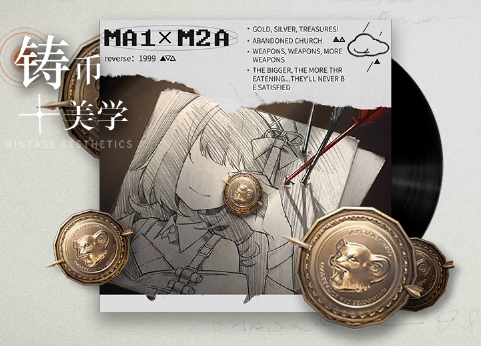 MA1×M2A
reverse: 1999
• GOLD, SILVER, TREASURES!
• ABANDONED CHURCH
• WEAPONS, WEAPONS, MORE
WEAPONS
• THE BIGGER, THE MORE THR
EATENING...THEY'LL NEVER B
E SATISFIED
铸币
美学
MINTAGE AESTHETICS